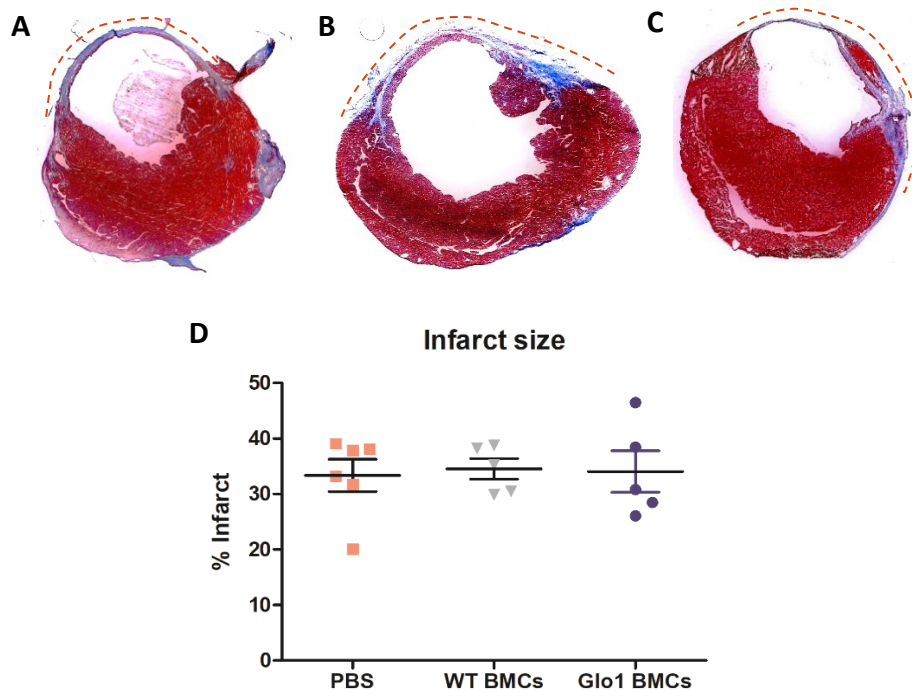 A
B
C
D
Infarct size
% Infarct
50
40
30
20
10
0
PBS
WT BMCs
Glo1 BMCs